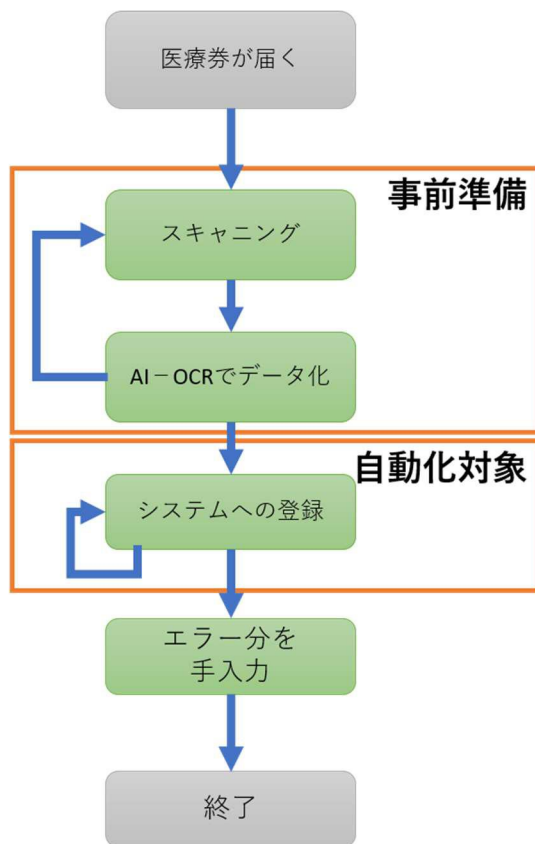 医療券が届く
事前準備
スキャニング
AI－OCRでデータ化
自動化対象
システムへの登録
エラー分を
手入力
終了